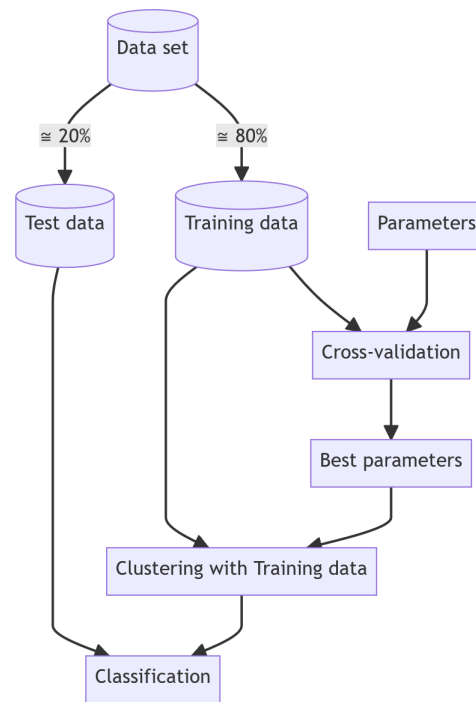 Data set
≅ 20%
≅ 80%
Test data
Training data
Parameters
Cross-validation
Best parameters
Clustering with Training data
Classification